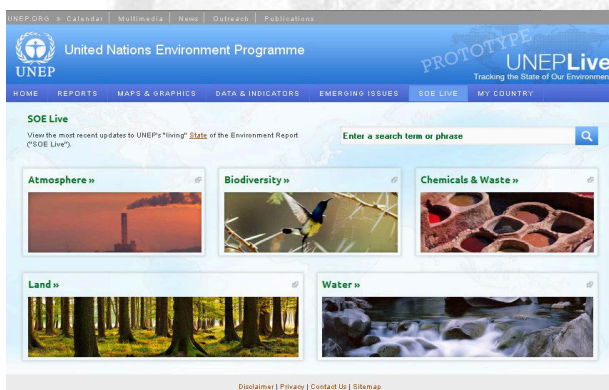 UNEP.ORG » Calendar | Multimedia | News | Outreach | Publications
United Nations Environment Programme
UNEP
PROTOTYPE
UNEPLive
Tracking the State of Our Environment
HOME REPORTS MAPS & GRAPHICS DATA & INDICATORS EMERGING ISSUES SOE LIVE MY COUNTRY
SOE Live
View the most recent updates to UNEP's "living" State of the Environment Report
("SOE Live").
Enter a search term or phrase
Atmosphere »
Biodiversity »
Chemicals & Waste »
Land »
Water »
Disclaimer | Privacy | Contact Us | Sitemap